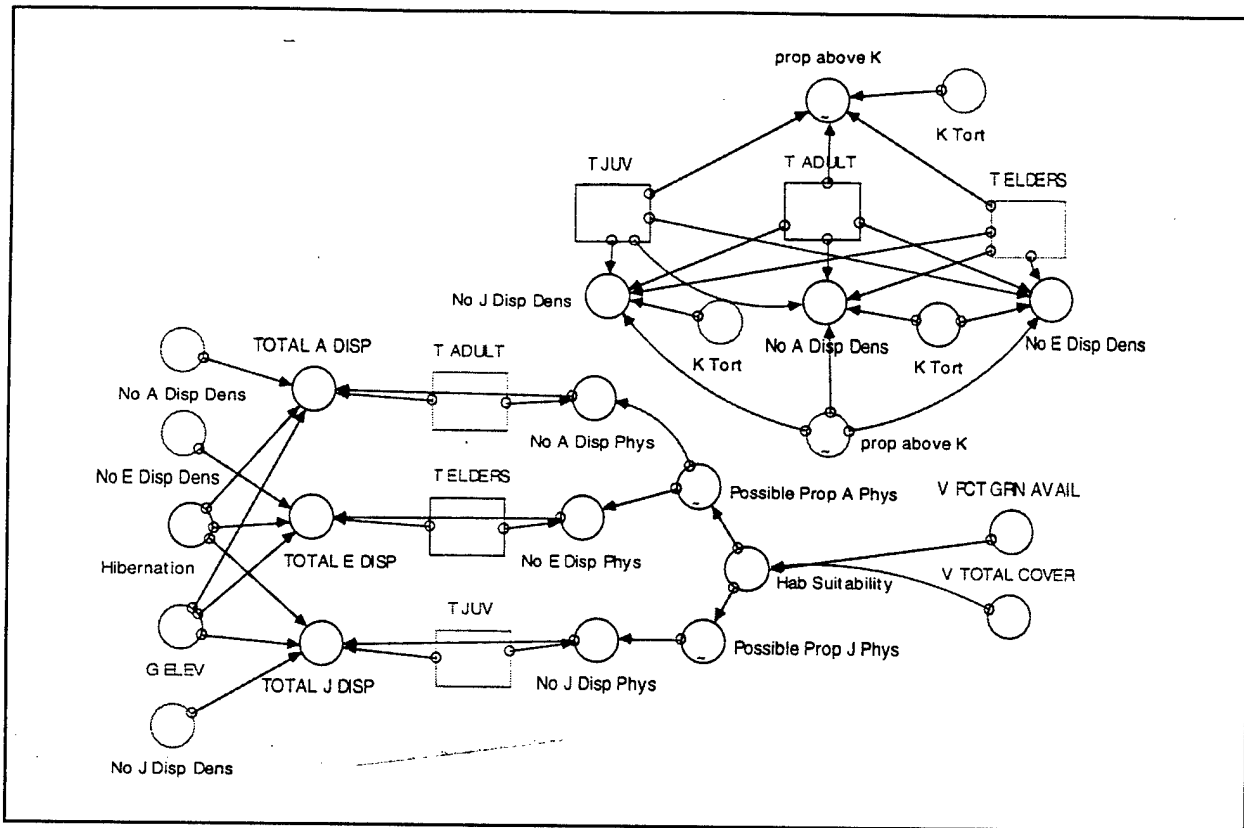 prop above K
K Tort
T JUV
T ADULT
T ELDERS
No J Disp Dens
K Tort
No A Disp Dens
K Tort
No E Disp Dens
prop above K
TOTAL A DISP
T ADULT
No A Disp Dens
No A Disp Phys
No E Disp Dens
T ELDERS
Possible Prop A Phys
V PCT GRN AVAIL
Hibernation
TOTAL E DISP
No E Disp Phys
Hab Suitability
V TOTAL COVER
T JUV
G ELEV
TOTAL J DISP
No J Disp Phys
Possible Prop J Phys
No J Disp Dens